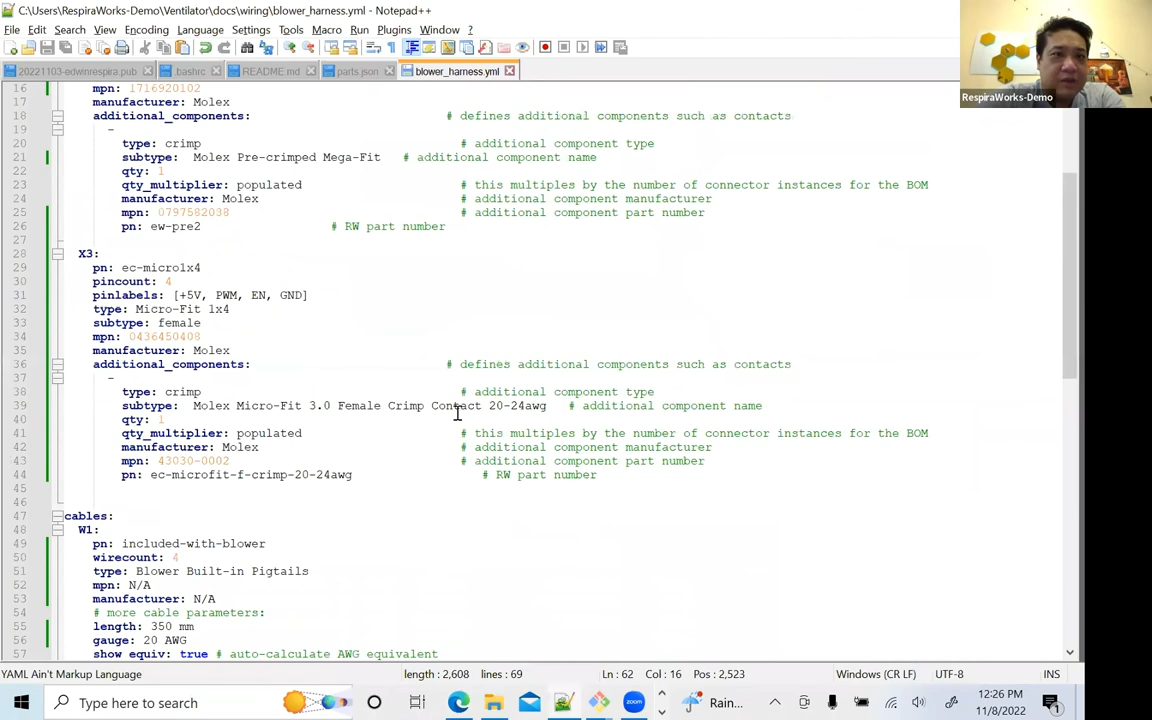 C:\Users\RespiraWorks-Demo\Ventilator\docs\wiring\blower_harness.yml - Notepad++
File Edit Search View Encoding Language Settings Tools Macro Run Plugins Window ?
20221103-edwinrespira.pub .bashrc README.md parts.json blower_harness.yml
RespiraWorks-Demo
16 mpn: 1716920102
17 manufacturer: Molex
18 additional_components: # defines additional components such as contacts
19 -
20 type: crimp # additional component type
21 subtype: Molex Pre-crimped Mega-Fit # additional component name
22 qty: 1
23 qty_multiplier: populated # this multiples by the number of connector instances for the BOM
24 manufacturer: Molex # additional component manufacturer
25 mpn: 0797582038 # additional component part number
26 pn: ew-pre2 # RW part number
27
28 X3:
29 pn: ec-micro1x4
30 pincount: 4
31 pinlabels: [+5V, PWM, EN, GND]
32 type: Micro-Fit 1x4
33 subtype: female
34 mpn: 0436450408
35 manufacturer: Molex
36 additional_components: # defines additional components such as contacts
37 -
38 type: crimp # additional component type
39 subtype: Molex Micro-Fit 3.0 Female Crimp Contact 20-24awg # additional component name
40 qty: 1
41 qty_multiplier: populated # this multiples by the number of connector instances for the BOM
42 manufacturer: Molex # additional component manufacturer
43 mpn: 43030-0002 # additional component part number
44 pn: ec-microfit-f-crimp-20-24awg # RW part number
45
46
47 cables:
48 W1:
49 pn: included-with-blower
50 wirecount: 4
51 type: Blower Built-in Pigtails
52 mpn: N/A
53 manufacturer: N/A
54 # more cable parameters:
55 length: 350 mm
56 gauge: 20 AWG
57 show equiv: true # auto-calculate AWG equivalent
YAML Ain't Markup Language length : 2,608 lines : 69 Ln : 62 Col : 16 Pos : 2,523 Windows (CR LF) UTF-8 INS
Type here to search Rain... 12:26 PM
11/8/2022 1